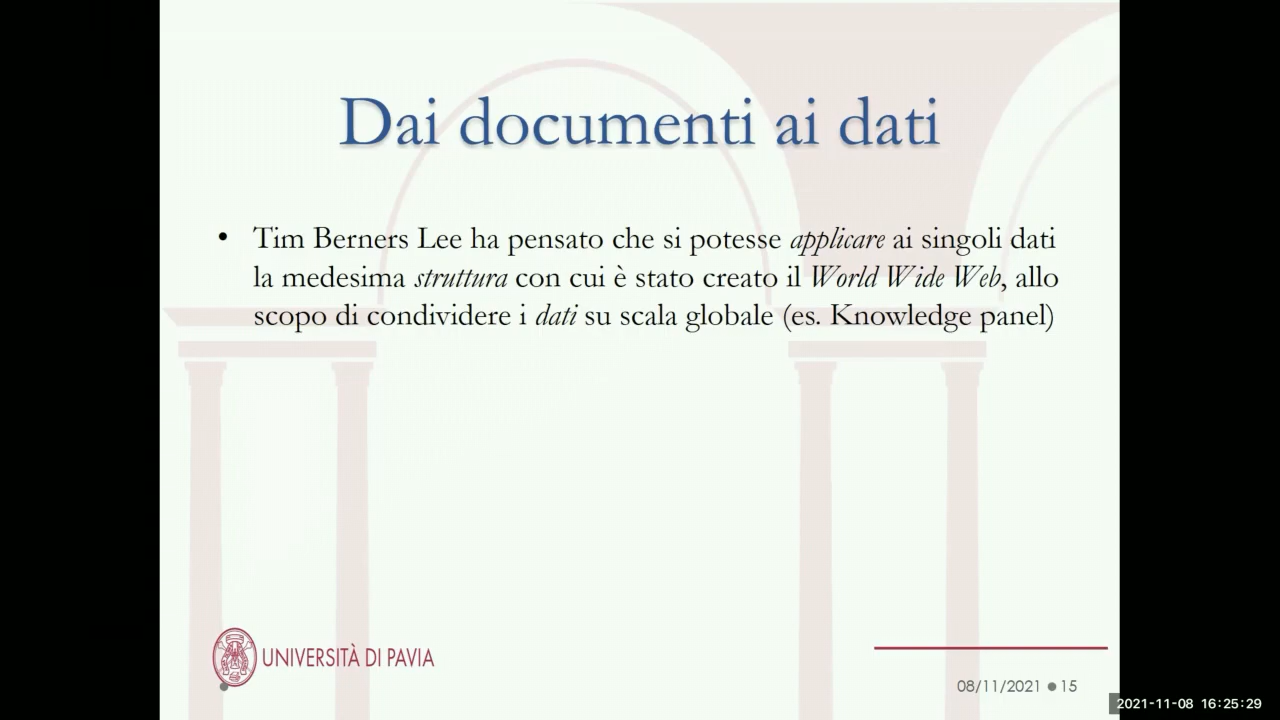 Dai documenti ai dati
• Tim Berners Lee ha pensato che si potesse applicare ai singoli dati
la medesima struttura con cui è stato creato il World Wide Web, allo
scopo di condividere i dati su scala globale (es. Knowledge panel)
UNIVERSITÀ DI PAVIA
08/11/2021 ● 15
2021-11-08 16:25:29